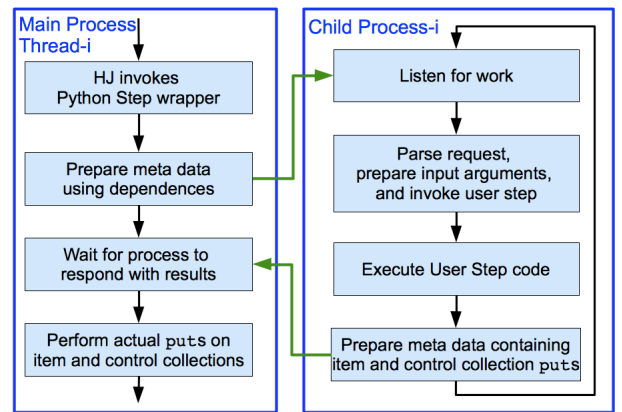 Main Process
Thread-i
HJ invokes
Python Step wrapper
Prepare meta data
using dependences
Wait for process to
respond with results
Perform actual puts on
item and control collections
Child Process-i
Listen for work
Parse request,
prepare input arguments,
and invoke user step
Execute User Step code
Prepare meta data containing
item and control collection puts